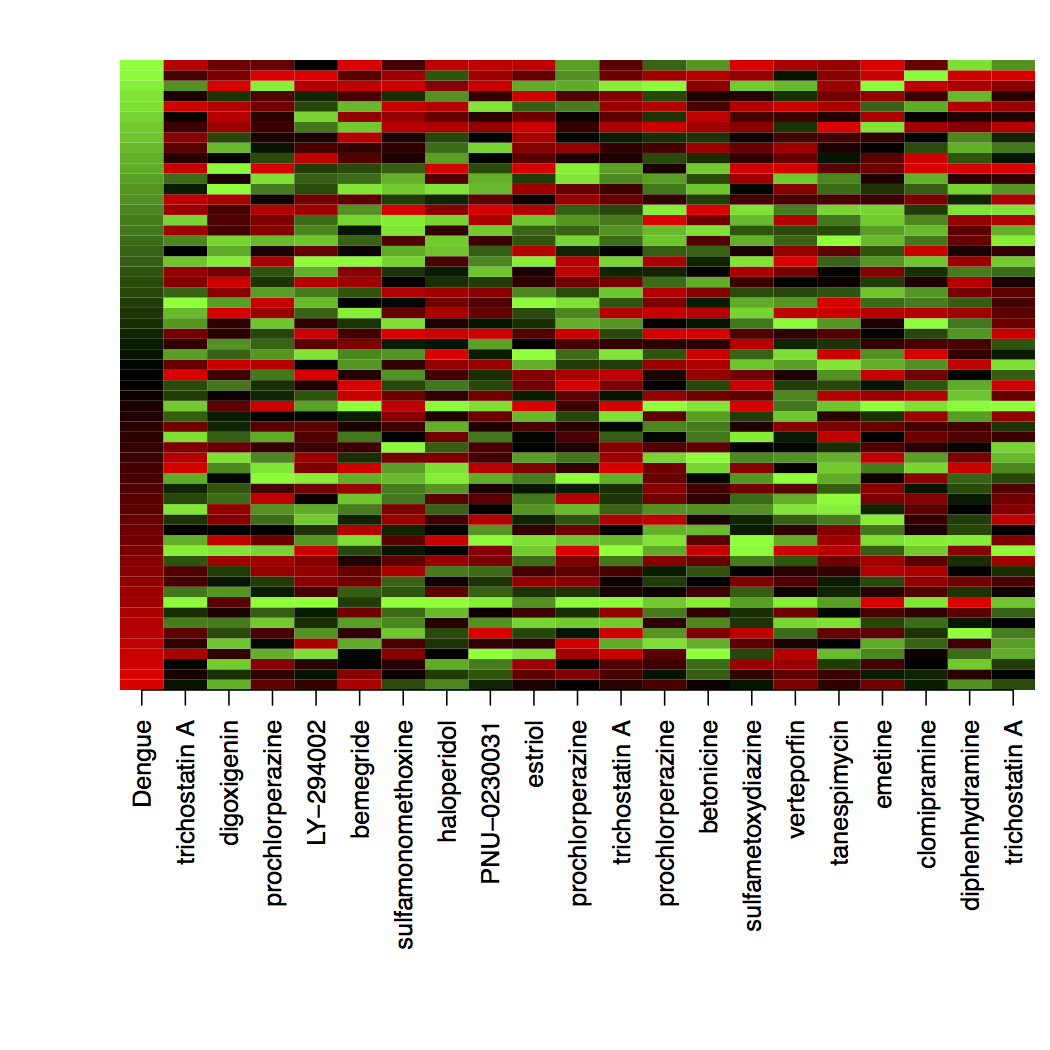 Dengue
trichostatin A
digoxigenin
prochlorperazine
LY−294002
bemegride
sulfamonomethoxine
haloperidol
PNU−0230031
estriol
prochlorperazine
trichostatin A
prochlorperazine
betonicine
sulfametoxydiazine
verteporfin
tanespimycin
emetine
clomipramine
diphenhydramine
trichostatin A